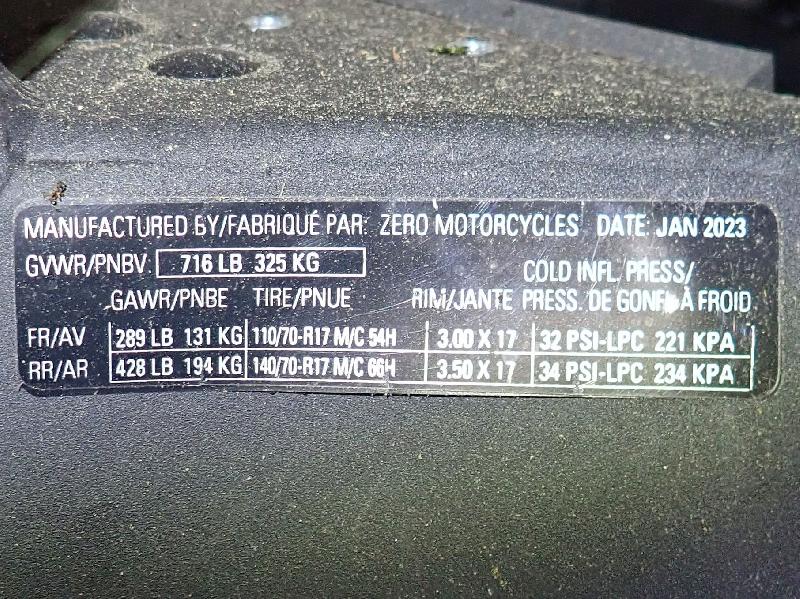 MANUFACTURED BY/FABRIQUÉ PAR: ZERO MOTORCYCLES DATE: JAN 2023
GVWR/PNBV 716 LB 325 KG
COLD INFL. PRESS/
GAWR/PNBE TIRE/PNUE RIM/JANTE PRESS. DE GONFL À FROID
FR/AV 289 LB 131 KG 110/70-R17 M/C 54H 3.00 X 17 32 PSI-LPC 221 KPA
RR/AR 428 LB 194 KG 140/70-R17 M/C 66H 3.50 X 17 34 PSI-LPC 234 KPA